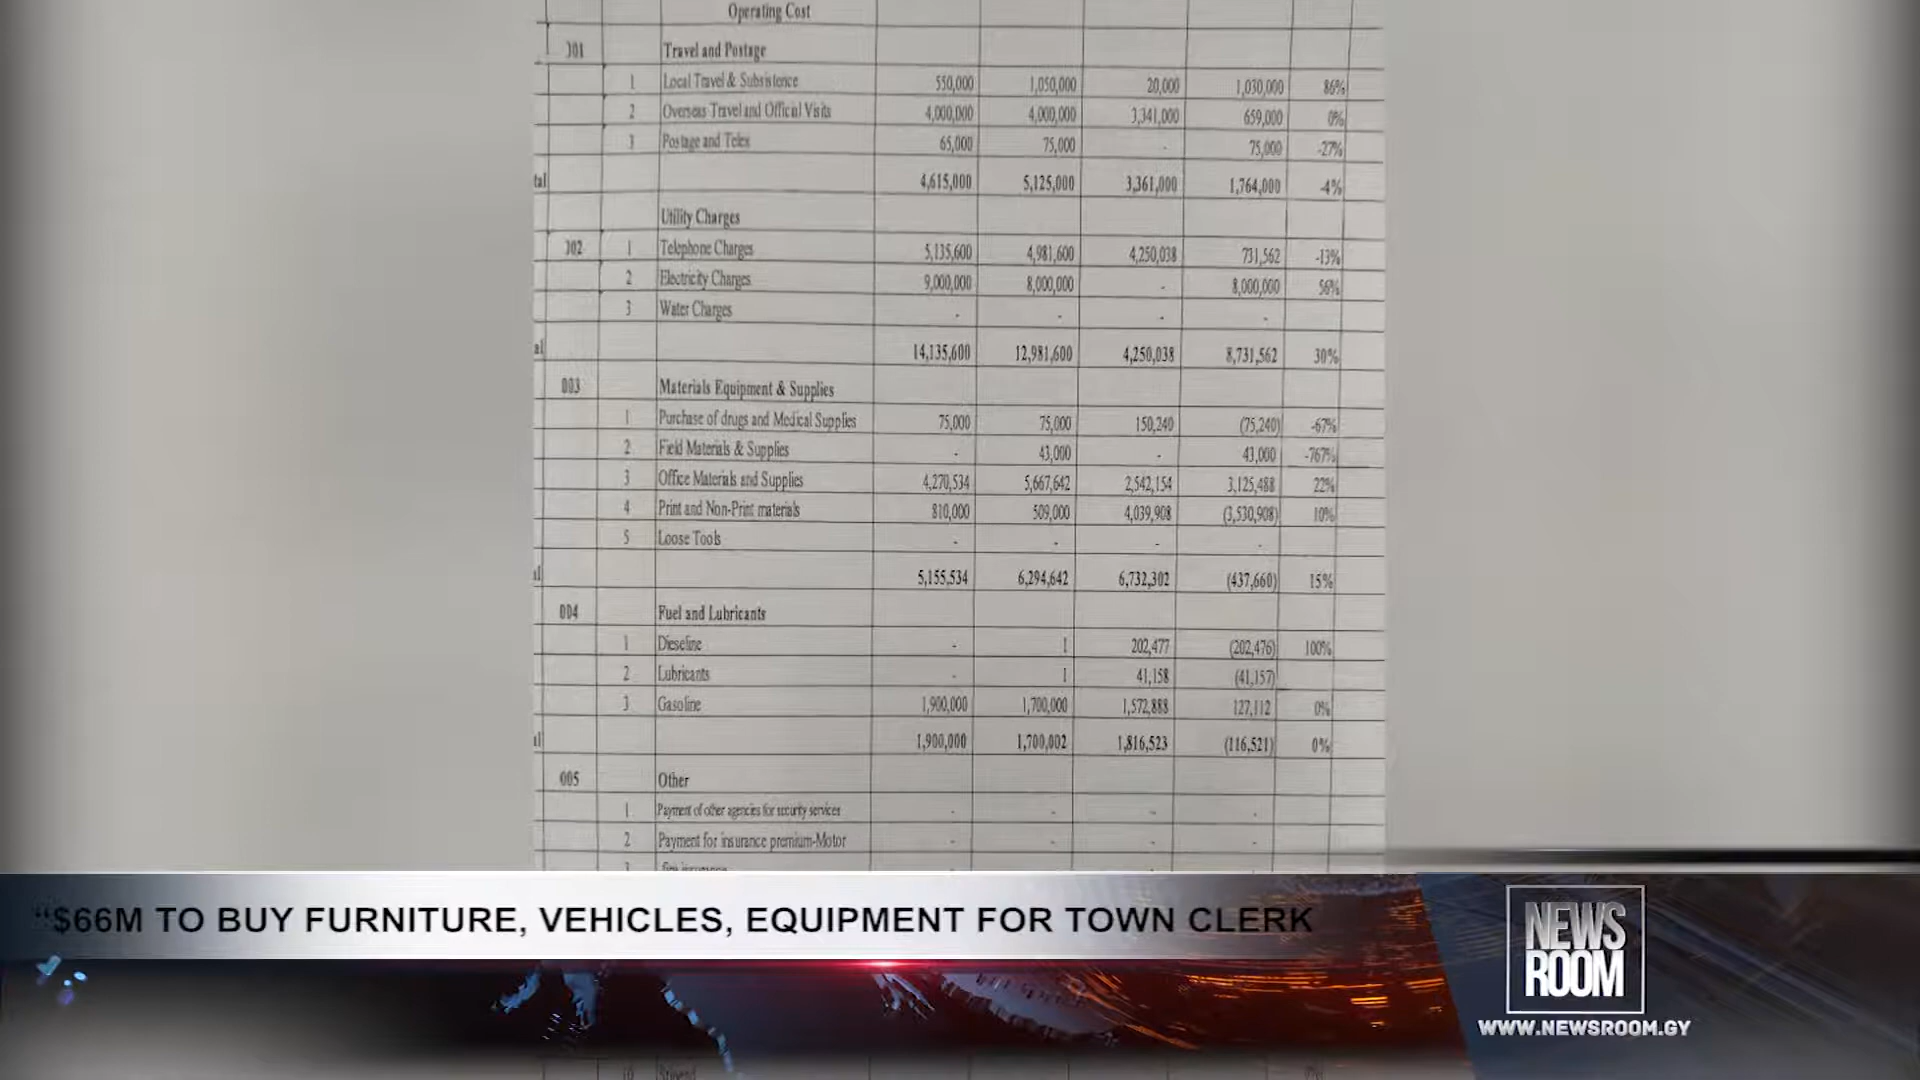 Operating Cost
301 Travel and Postage
1 Local Travel & Subsistence 550,000 1,050,000 20,000 1,030,000 86%
2 Overseas Travel and Official Visits 4,000,000 4,000,000 3,341,000 659,000 0%
3 Postage and Telex 65,000 75,000 - 75,000 -27%
tal 4,615,000 5,125,000 3,361,000 1,764,000 -4%
Utility Charges
302 1 Telephone Charges 5,135,600 4,981,600 4,250,038 731,562 -13%
2 Electricity Charges 9,000,000 8,000,000 - 8,000,000 56%
3 Water Charges - - - -
al 14,135,600 12,981,600 4,250,038 8,731,562 30%
003 Materials Equipment & Supplies
1 Purchase of drugs and Medical Supplies 75,000 75,000 150,240 (75,240) -67%
2 Field Materials & Supplies - 43,000 - 43,000 -767%
3 Office Materials and Supplies 4,270,534 5,667,642 2,542,154 3,125,488 22%
4 Print and Non-Print materials 810,000 509,000 4,039,908 (3,530,908) 10%
5 Loose Tools - - - -
al 5,155,534 6,294,642 6,732,302 (437,660) 15%
004 Fuel and Lubricants
1 Dieseline - 1 202,477 (202,476) 100%
2 Lubricants - 1 41,158 (41,157)
3 Gasoline 1,900,000 1,700,000 1,572,888 127,112 0%
al 1,900,000 1,700,002 1,816,523 (116,521) 0%
005 Other
1 Payment of other agencies for security services - - - -
2 Payment for insurance premium-Motor - - - -
"$66M TO BUY FURNITURE, VEHICLES, EQUIPMENT FOR TOWN CLERK
NEWS
ROOM
WWW.NEWSROOM.GY